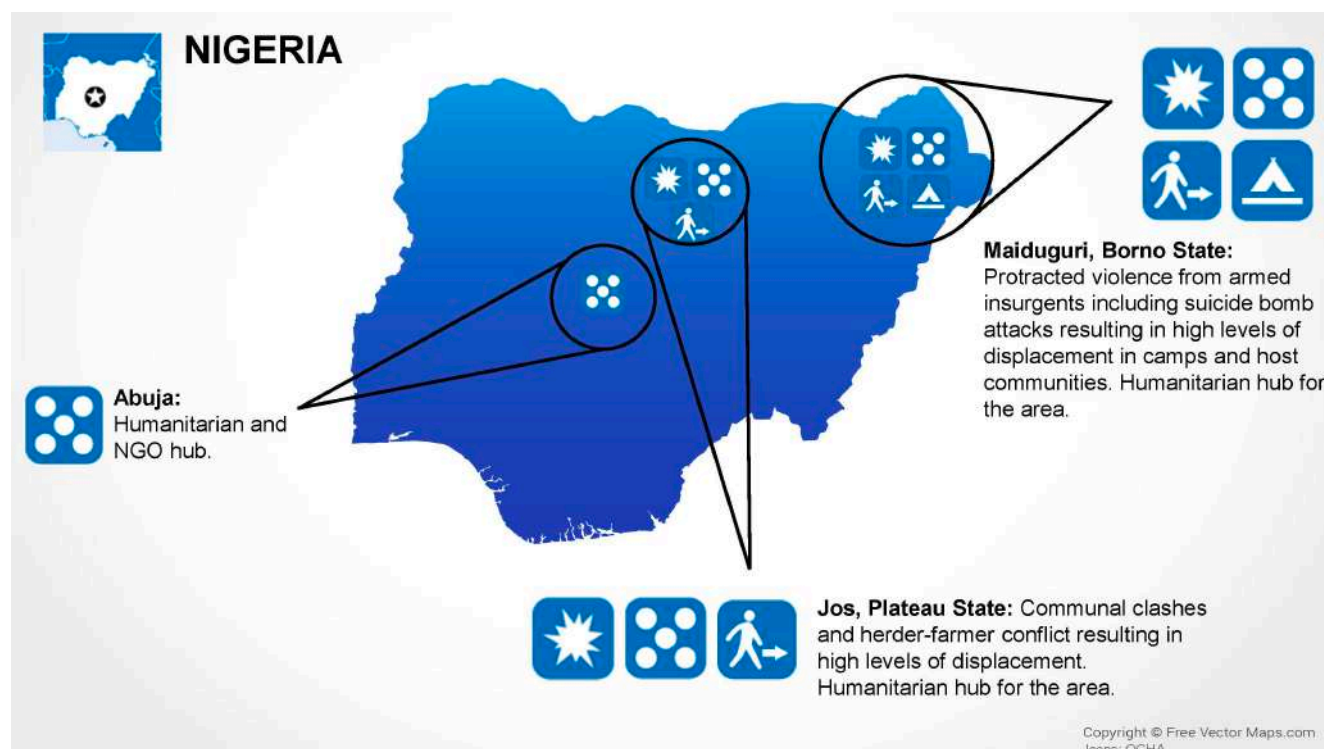 NIGERIA
Maiduguri, Borno State:
Protracted violence from armed
insurgents including suicide bomb
attacks resulting in high levels of
displacement in camps and host
communities. Humanitarian hub for
the area.
Abuja:
Humanitarian and
NGO hub.
Jos, Plateau State: Communal clashes
and herder-farmer conflict resulting in
high levels of displacement.
Humanitarian hub for the area.
Copyright © Free Vector Maps.com
Icons: OCHA